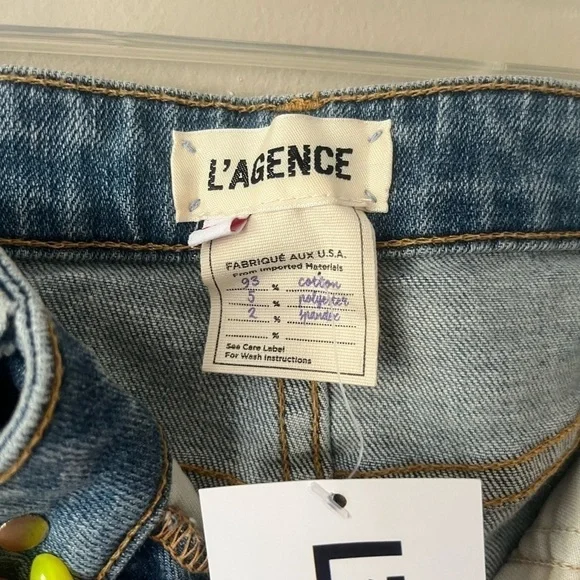 L'AGENCE
FABRIQUÉ AUX U.S.A.
From Imported Materials
93 % cotton
5 % polyester
2 % spandex
%
See Care Label
For Wash Instructions